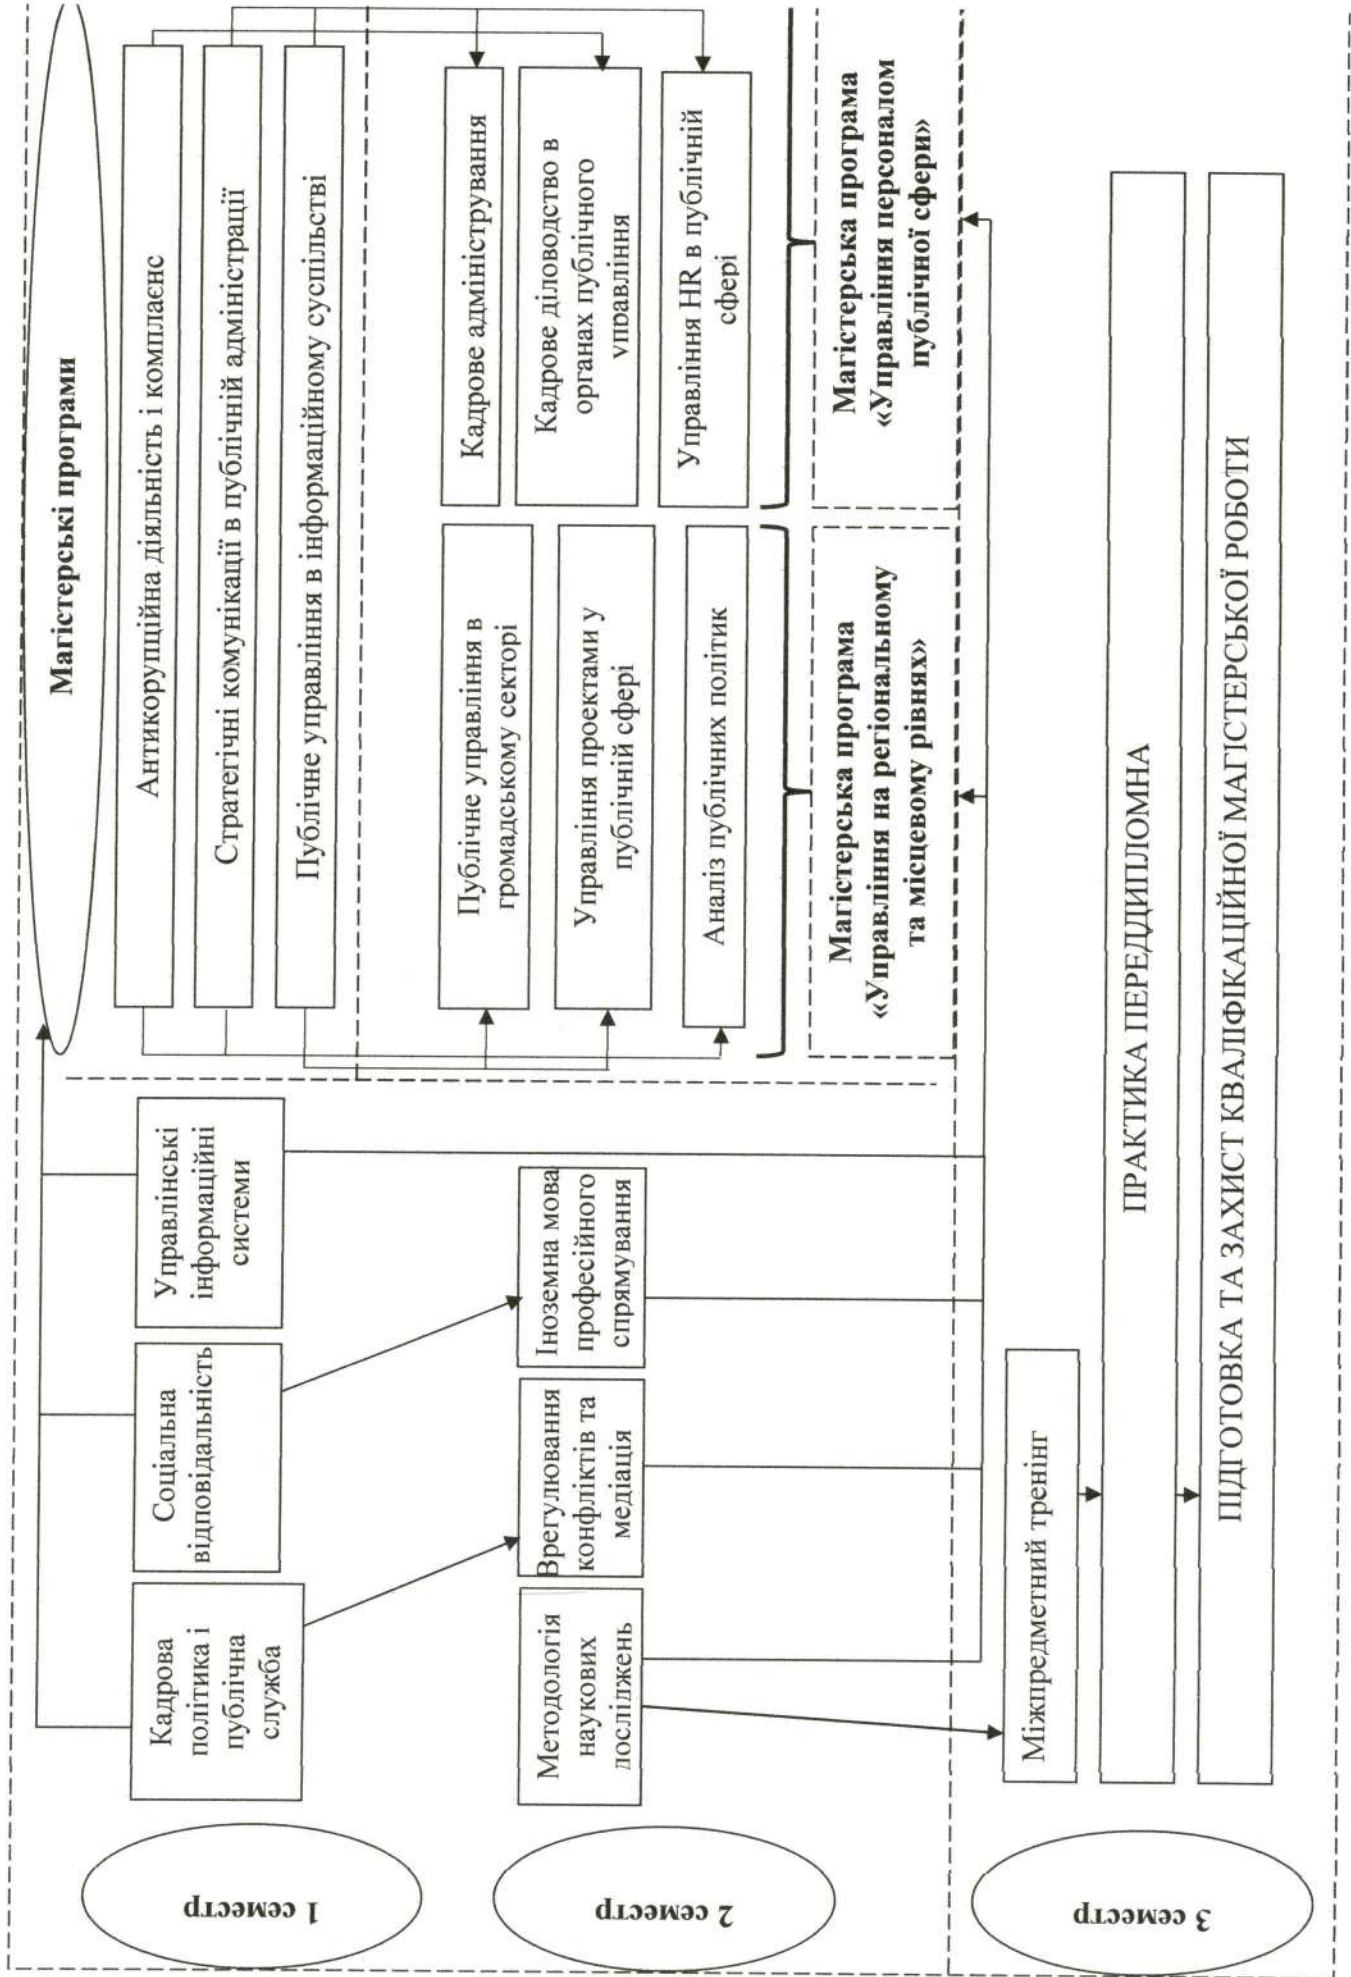 Магістерські програми
1 семестр
Кадрова
політика і
публічна
служба
Соціальна
відповідальність
Управлінські
інформаційні
системи
Антикорупційна діяльність і комплаєнс
Стратегічні комунікації в публічній адміністрації
Публічне управління в інформаційному суспільстві
2 семестр
Методологія
наукових
досліджень
Врегулювання
конфліктів та
медіація
Іноземна мова
професійного
спрямування
Публічне управління в
громадському секторі
Управління проектами у
публічній сфері
Аналіз публічних політик
Кадрове адміністрування
Кадрове діловодство в
органах публічного
управління
Управління HR в публічній
сфері
Магістерська програма
«Управління на регіональному
та місцевому рівнях»
Магістерська програма
«Управління персоналом
публічної сфери»
3 семестр
Міжпредметний тренінг
ПРАКТИКА ПЕРЕДДИПЛОМНА
ПІДГОТОВКА ТА ЗАХИСТ КВАЛІФІКАЦІЙНОЇ МАГІСТЕРСЬКОЇ РОБОТИ